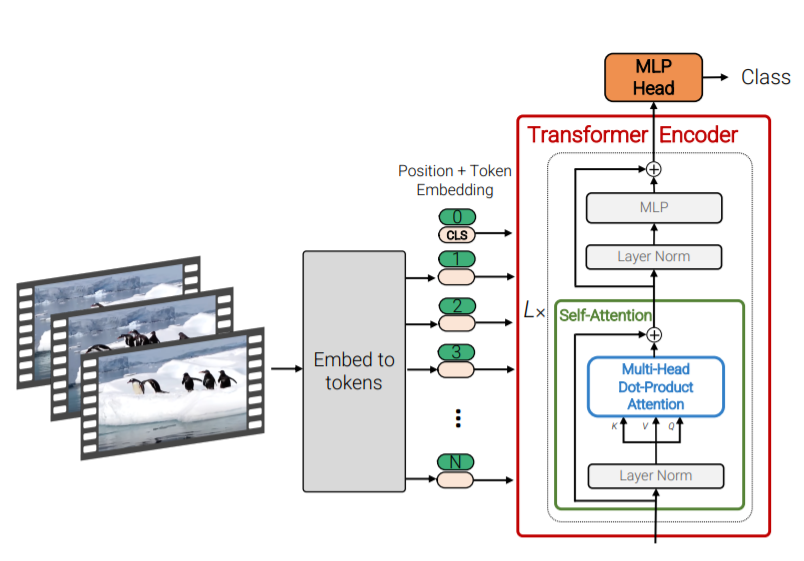 MLP
Head
Class
Transformer Encoder
Position + Token
Embedding
0
CLS
1
2
3
N
Embed to
tokens
L×
MLP
Layer Norm
Self-Attention
Multi-Head
Dot-Product
Attention
K V Q
Layer Norm